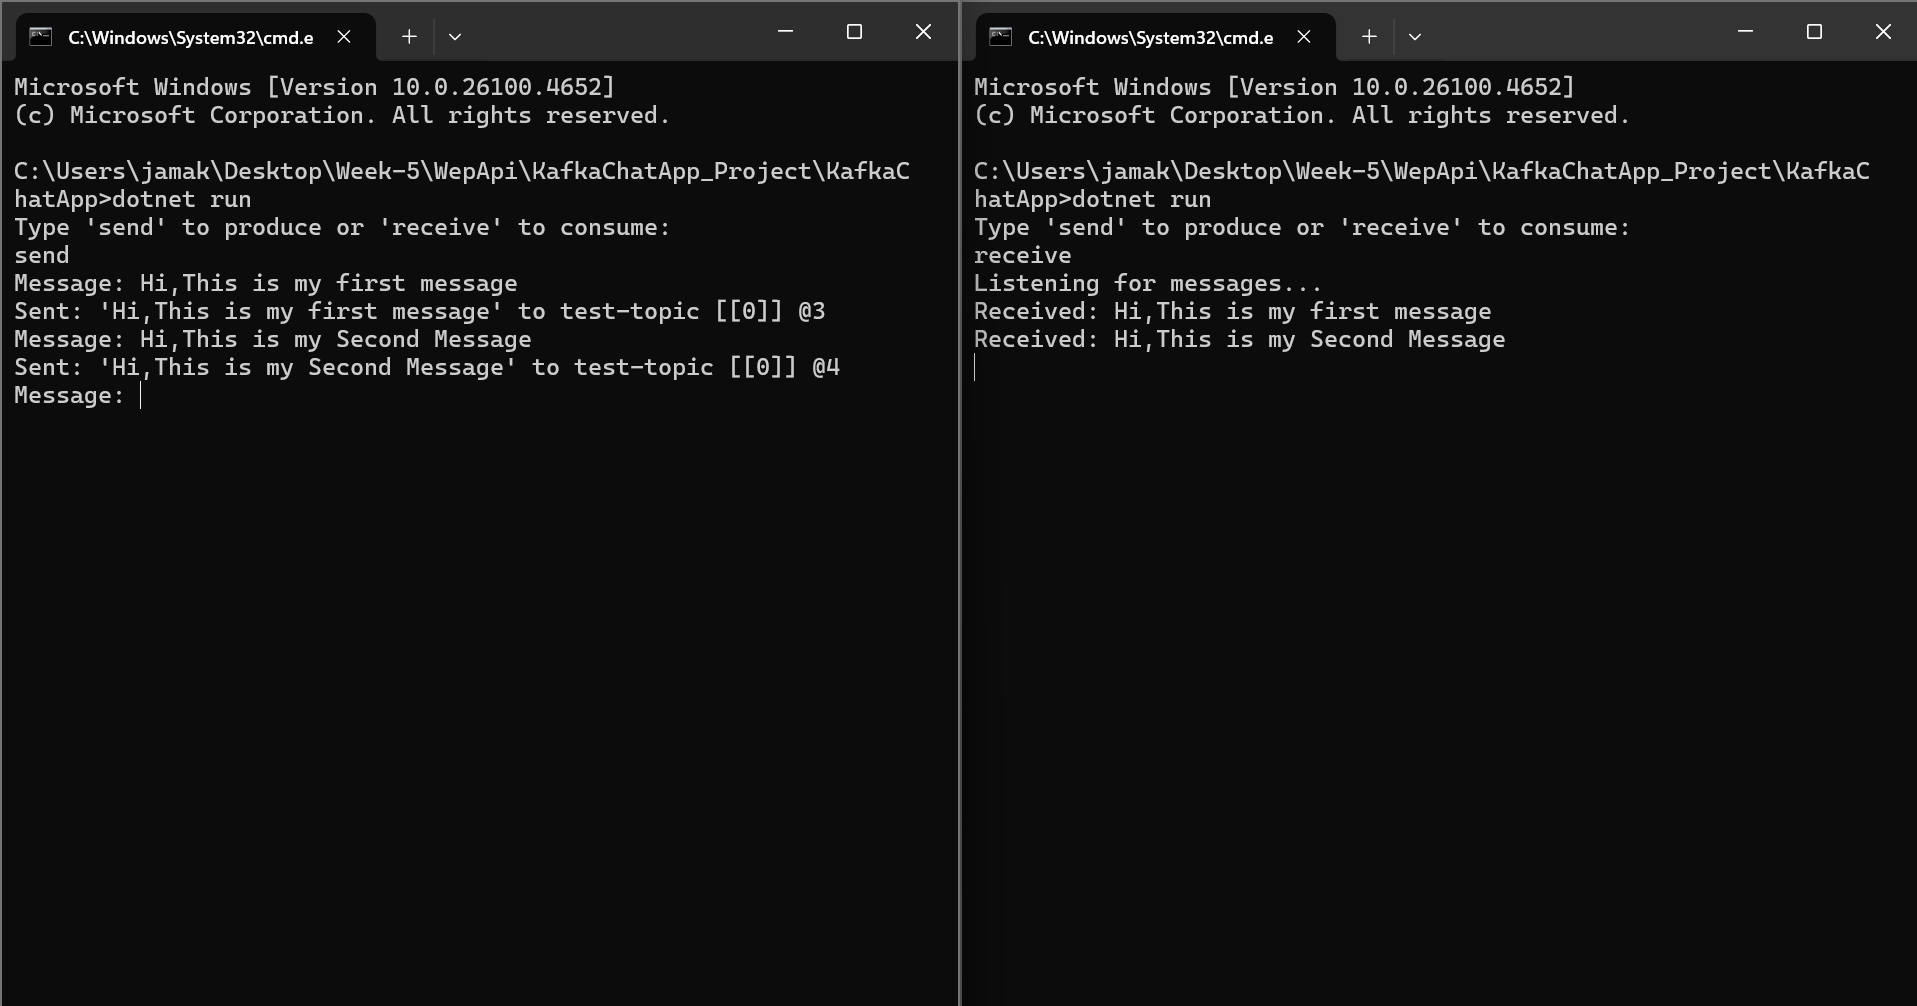 C:\Windows\System32\cmd.e
Microsoft Windows [Version 10.0.26100.4652]
(c) Microsoft Corporation. All rights reserved.
C:\Users\jamak\Desktop\Week-5\WepApi\KafkaChatApp_Project\KafkaC
hatApp>dotnet run
Type 'send' to produce or 'receive' to consume:
send
Message: Hi,This is my first message
Sent: 'Hi,This is my first message' to test-topic [[0]] @3
Message: Hi,This is my Second Message
Sent: 'Hi,This is my Second Message' to test-topic [[0]] @4
Message:
C:\Windows\System32\cmd.e
Microsoft Windows [Version 10.0.26100.4652]
(c) Microsoft Corporation. All rights reserved.
C:\Users\jamak\Desktop\Week-5\WepApi\KafkaChatApp_Project\KafkaC
hatApp>dotnet run
Type 'send' to produce or 'receive' to consume:
receive
Listening for messages...
Received: Hi,This is my first message
Received: Hi,This is my Second Message